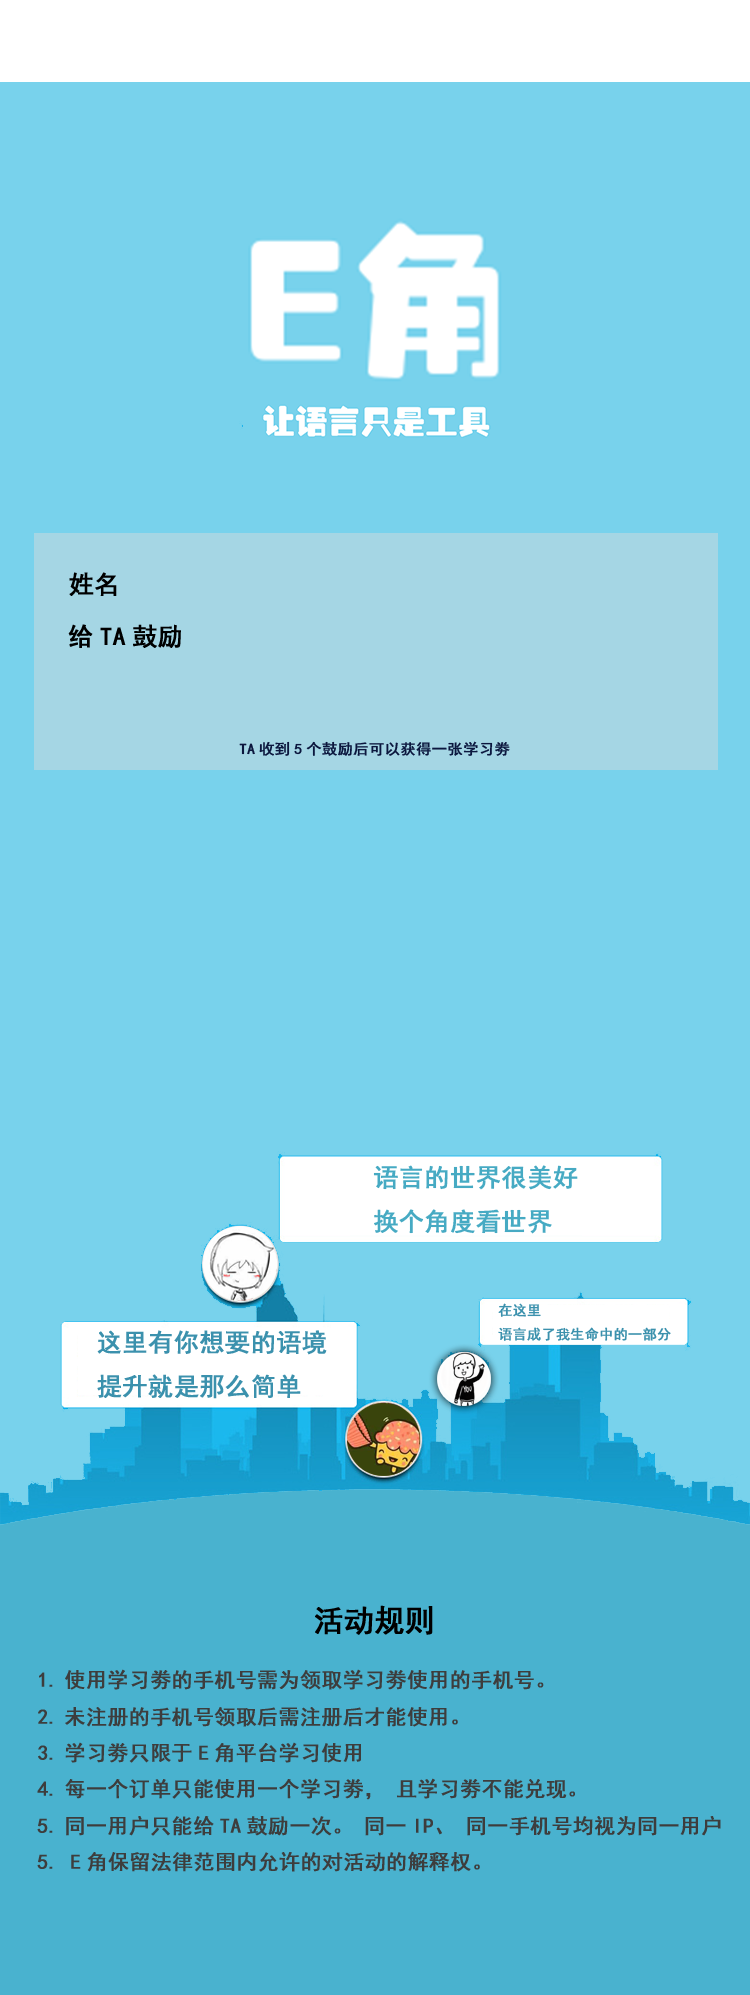 E角
让语言只是工具
姓名
给 TA 鼓励
TA 收到 5 个鼓励后可以获得一张学习劵
语言的世界很美好
换个角度看世界
在这里
语言成了我生命中的一部分
这里有你想要的语境
提升就是那么简单
YOU
活动规则
1. 使用学习劵的手机号需为领取学习劵使用的手机号。
2. 未注册的手机号领取后需注册后才能使用。
3. 学习劵只限于 E 角平台学习使用
4. 每一个订单只能使用一个学习劵， 且学习劵不能兑现。
5. 同一用户只能给 TA 鼓励一次。 同一 IP、 同一手机号均视为同一用户
5. E 角保留法律范围内允许的对活动的解释权。